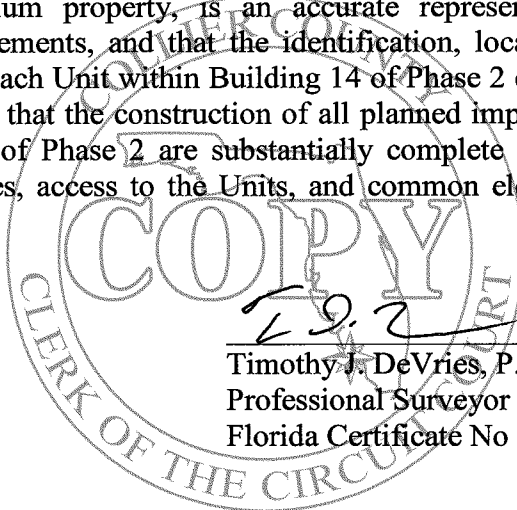 um property, is an accurate represen
ements, and that the identification, loca
ach Unit within Building 14 of Phase 2
that the construction of all planned imp
of Phase 2 are substantially complete
es, access to the Units, and common el
COLLIER COUNTY
COPY
CLERK OF THE CIRCUIT COURT
Timothy J. DeVries, P.
Professional Surveyor
Florida Certificate No